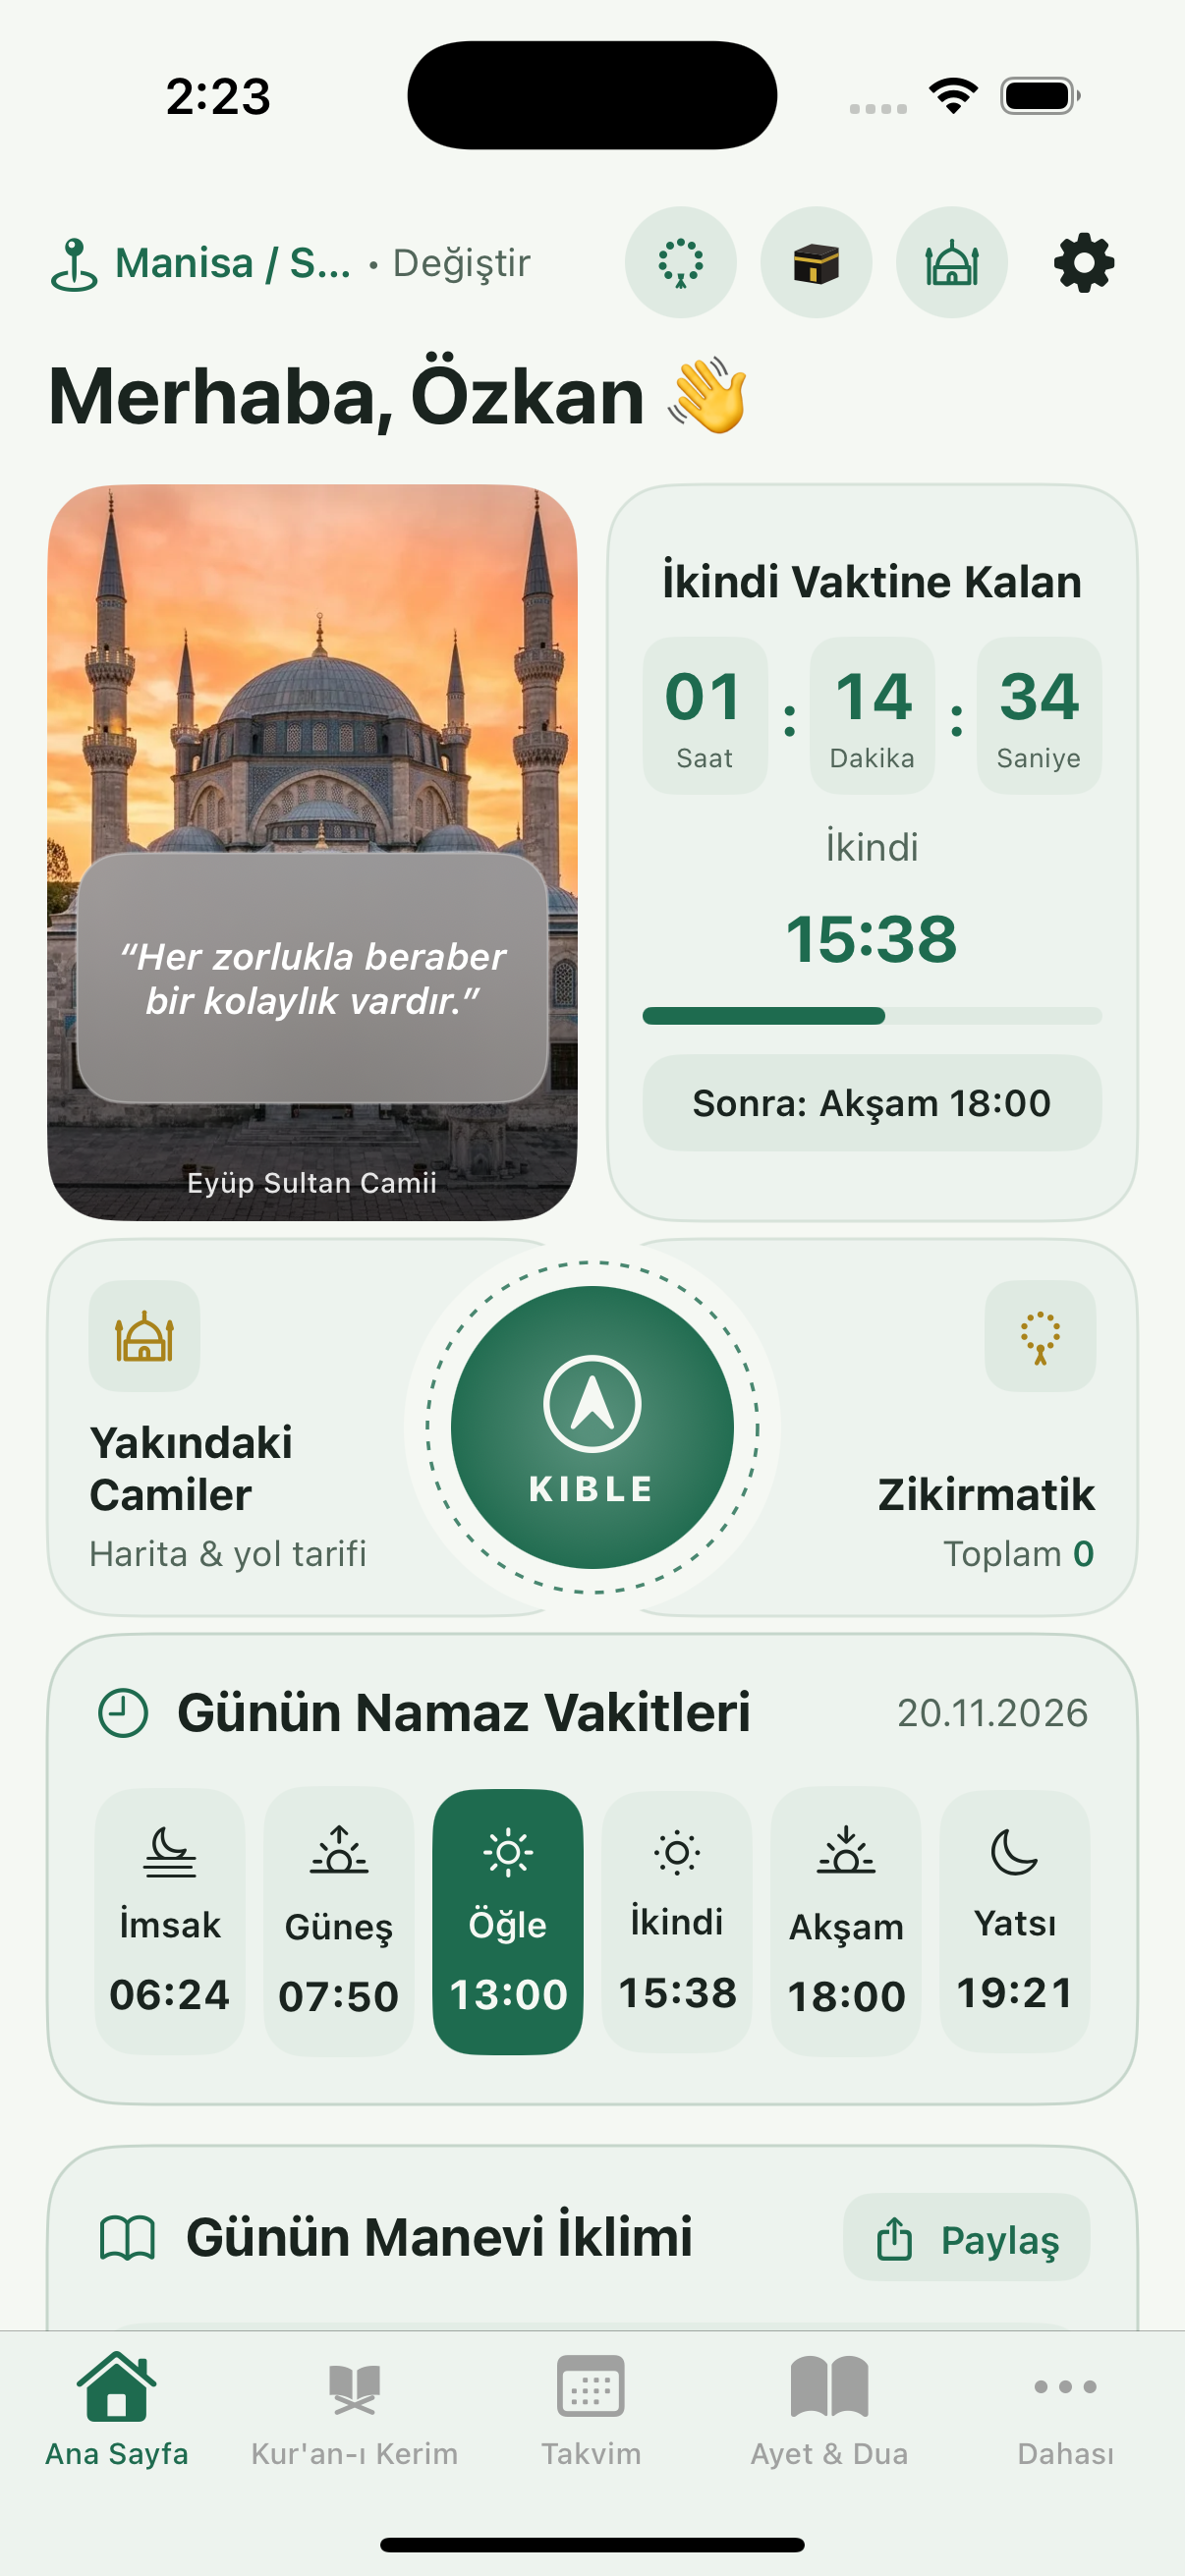 2:23
Manisa / S... • Değiştir
Merhaba, Özkan 👋
“Her zorlukla beraber
bir kolaylık vardır.”
Eyüp Sultan Camii
İkindi Vaktine Kalan
01 : 14 : 34
Saat Dakika Saniye
İkindi
15:38
Sonra: Akşam 18:00
Yakındaki
Camiler
Harita & yol tarifi
KIBLE
Zikirmatik
Toplam 0
Günün Namaz Vakitleri 20.11.2026
İmsak Güneş Öğle İkindi Akşam Yatsı
06:24 07:50 13:00 15:38 18:00 19:21
Günün Manevi İklimi Paylaş
Ana Sayfa Kur'an-ı Kerim Takvim Ayet & Dua Dahası